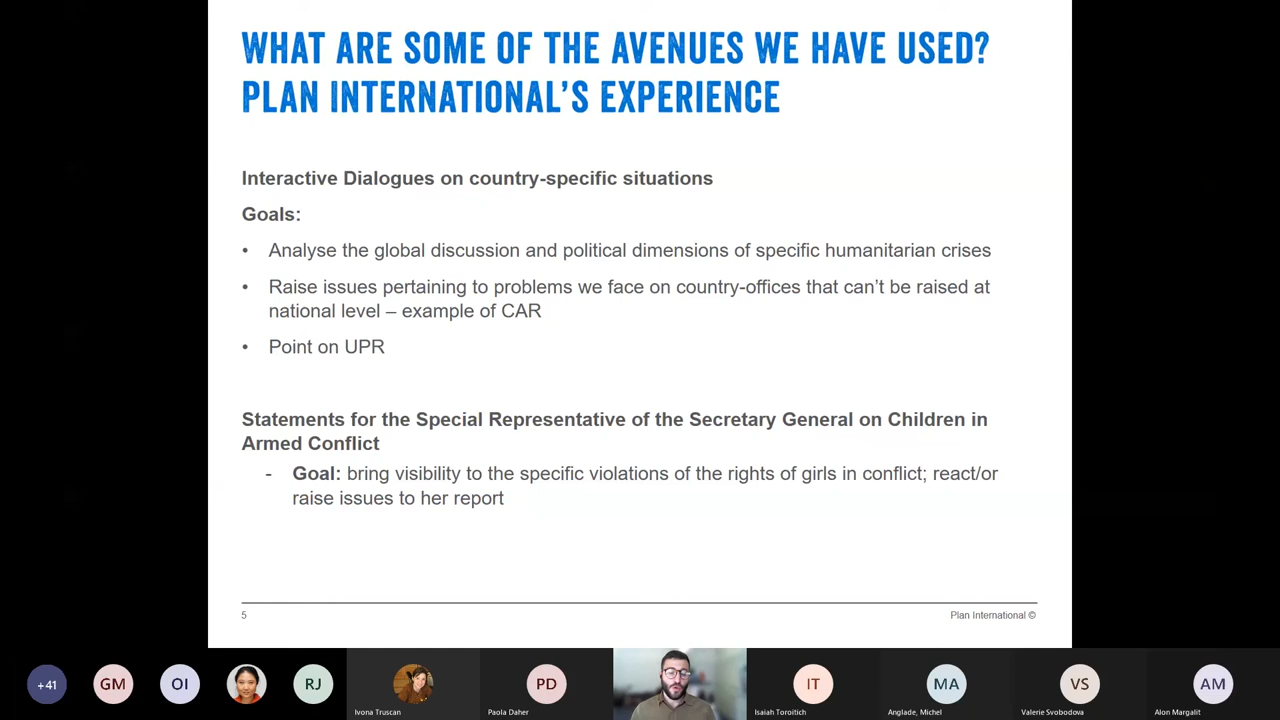 WHAT ARE SOME OF THE AVENUES WE HAVE USED?
PLAN INTERNATIONAL'S EXPERIENCE
Interactive Dialogues on country-specific situations
Goals:
• Analyse the global discussion and political dimensions of specific humanitarian crises
• Raise issues pertaining to problems we face on country-offices that can't be raised at
national level – example of CAR
• Point on UPR
Statements for the Special Representative of the Secretary General on Children in
Armed Conflict
- Goal: bring visibility to the specific violations of the rights of girls in conflict; react/or
raise issues to her report
5
Plan International ©
+41
GM
OI
RJ
Ivona Truscan
PD
Paola Daher
IT
Isaiah Toroitich
MA
Anglade, Michel
VS
Valerie Svobodova
AM
Alon Margalit